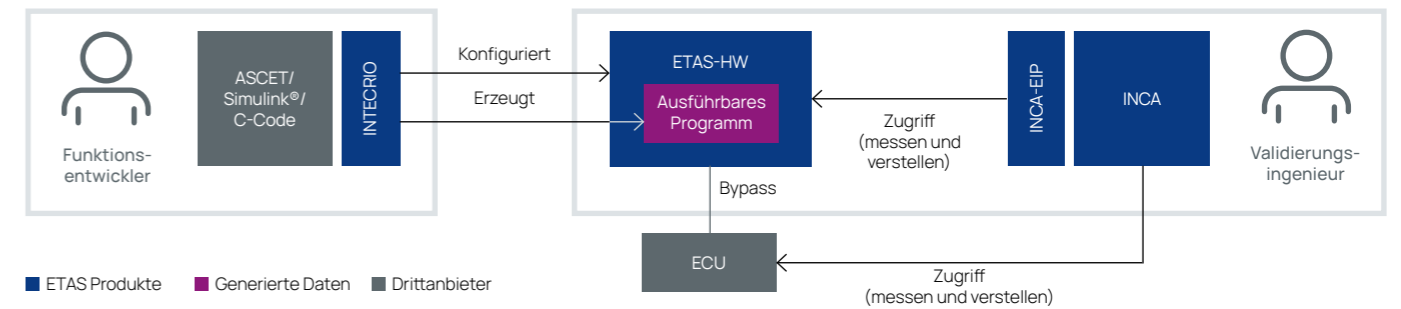 Funktions-
entwickler
ASCET/
Simulink®/
C-Code
INTECRIO
Konfiguriert
Erzeugt
ETAS-HW
Ausführbares
Programm
Bypass
ECU
Zugriff
(messen und
verstellen)
INCA-EIP
INCA
Validierungs-
ingenieur
Zugriff
(messen und verstellen)
ETAS Produkte
Generierte Daten
Drittanbieter